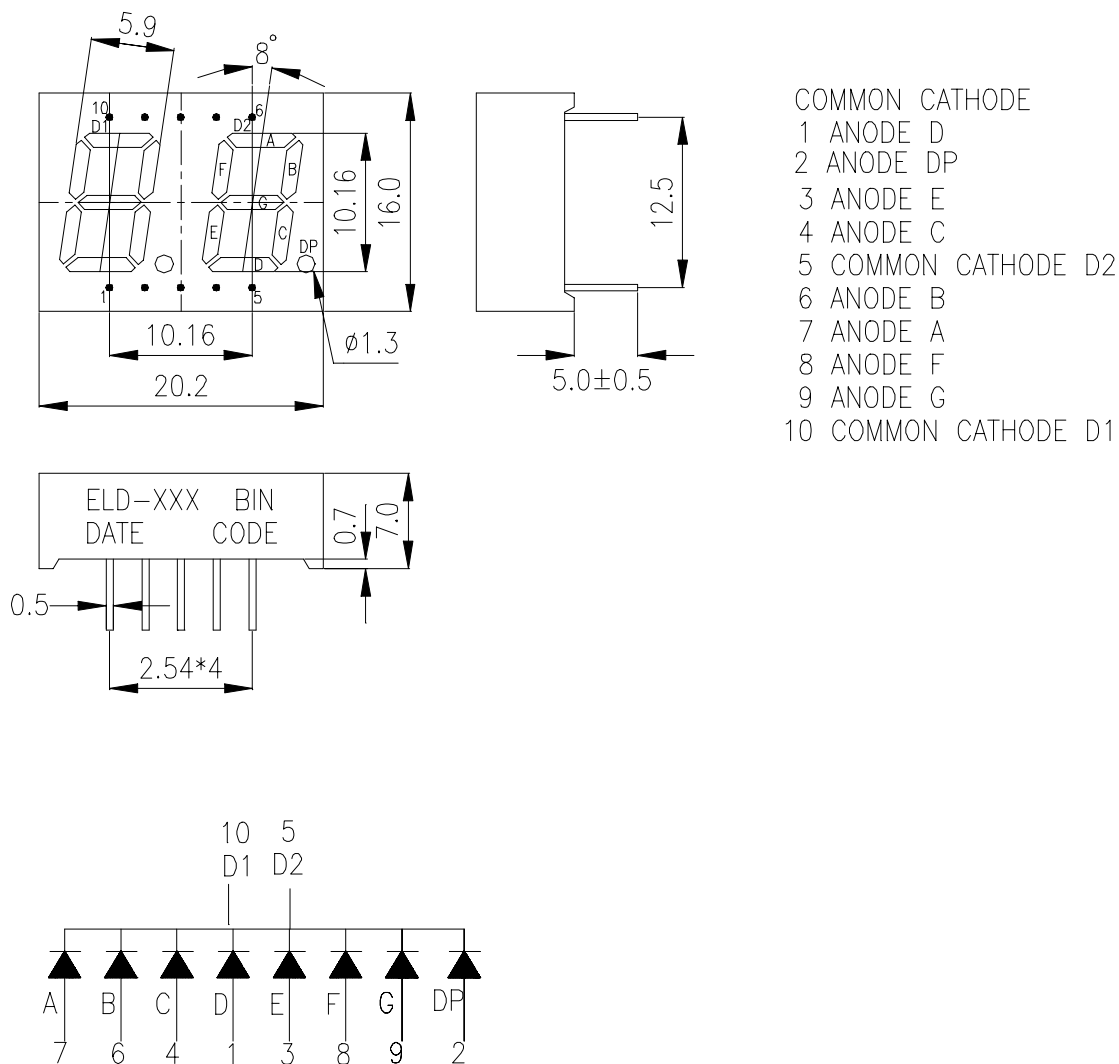 5.9
8°
10
6
D1
D2
A
F
B
G
E
C
D
DP
1
5
10.16
16.0
10.16
20.2
ø1.3
12.5
5.0±0.5
COMMON CATHODE
1 ANODE D
2 ANODE DP
3 ANODE E
4 ANODE C
5 COMMON CATHODE D2
6 ANODE B
7 ANODE A
8 ANODE F
9 ANODE G
10 COMMON CATHODE D1
ELD-XXX BIN
DATE CODE
0.7
7.0
0.5
2.54*4
10 5
D1 D2
A B C D E F G DP
7 6 4 1 3 8 9 2